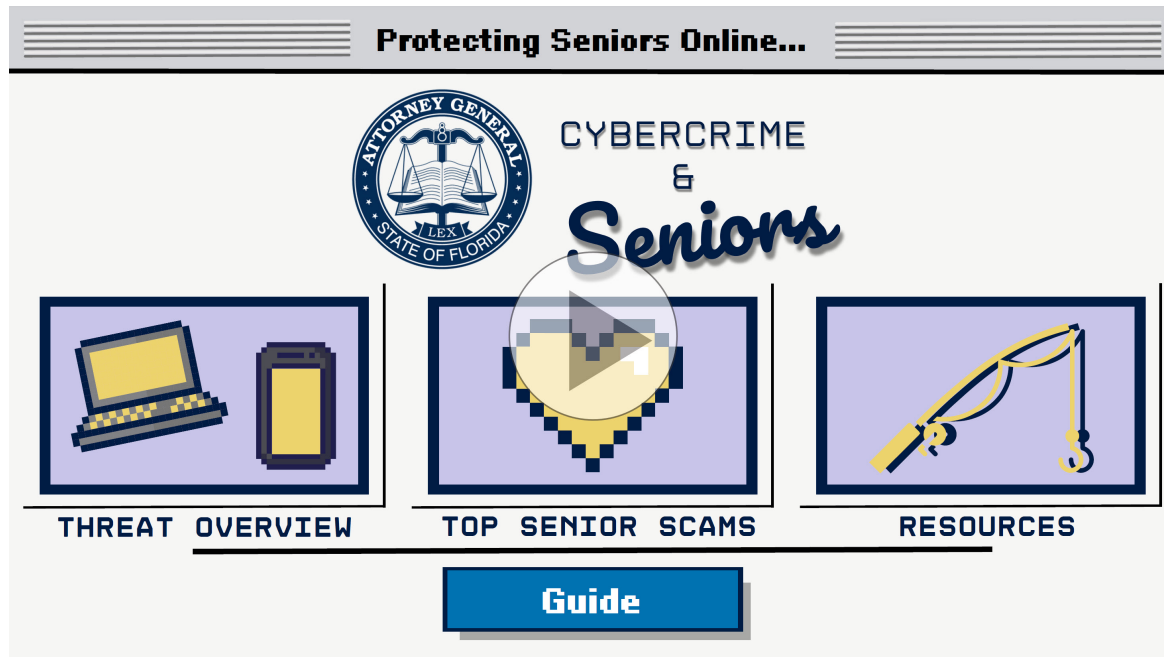 Protecting Seniors Online...
ATTORNEY GENERAL
LEX
STATE OF FLORIDA
CYBERCRIME
&
Seniors
THREAT OVERVIEW
TOP SENIOR SCAMS
RESOURCES
Guide